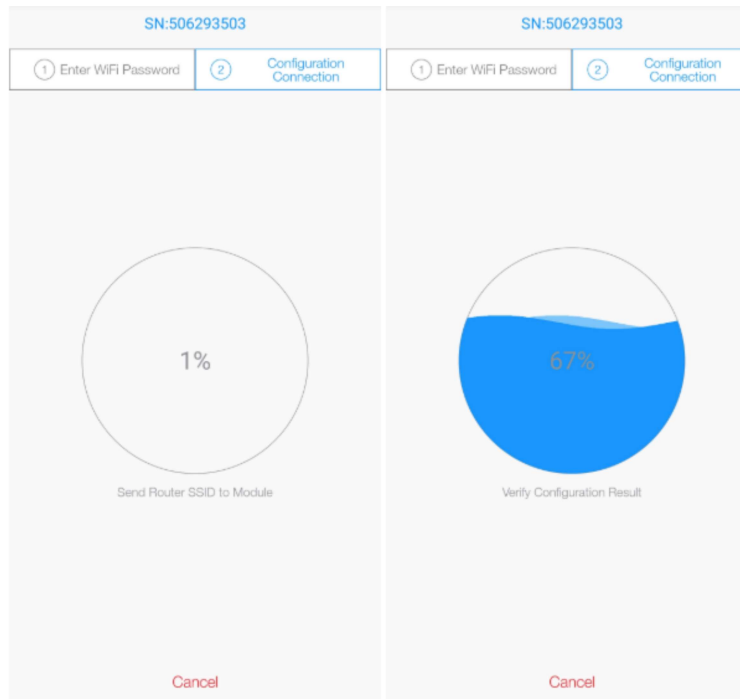 SN:506293503
1 Enter WiFi Password
2 Configuration
Connection
1%
Send Router SSID to Module
Cancel
SN:506293503
1 Enter WiFi Password
2 Configuration
Connection
67%
Verify Configuration Result
Cancel